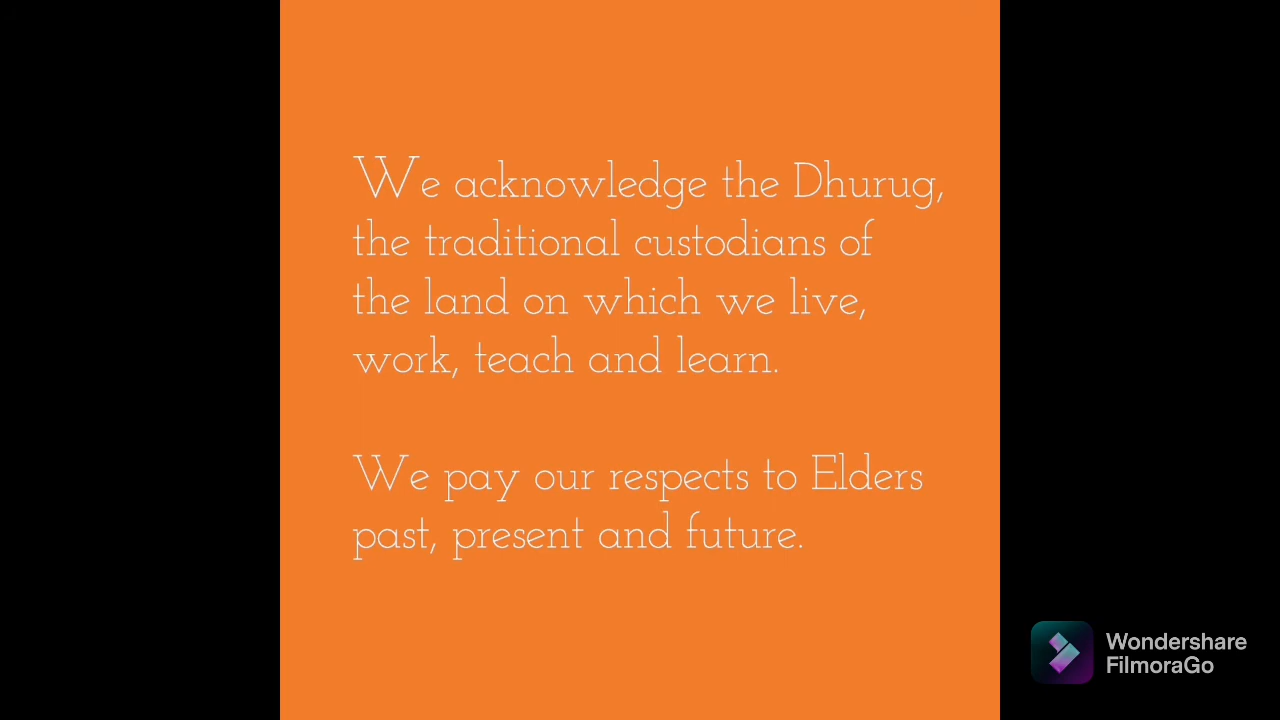 We acknowledge the Dhurug,
the traditional custodians of
the land on which we live,
work, teach and learn.
We pay our respects to Elders
past, present and future.
Wondershare
FilmoraGo